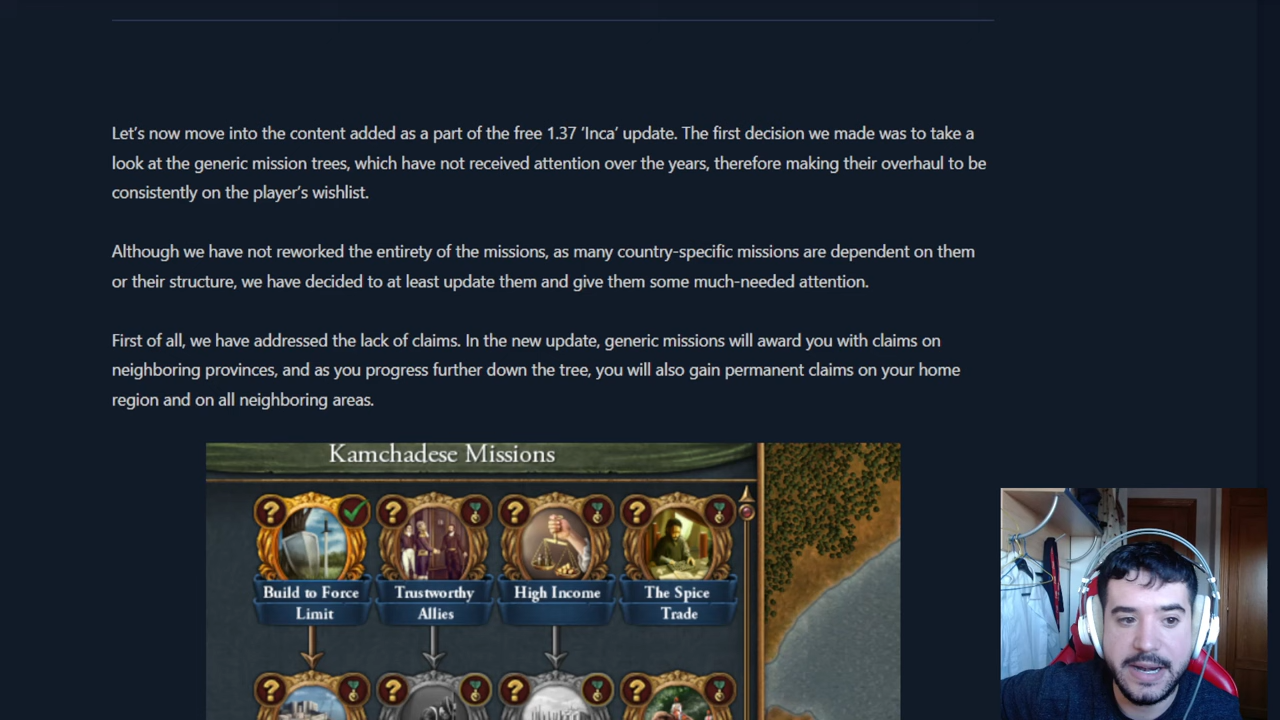 Let's now move into the content added as a part of the free 1.37 ‘Inca’ update. The first decision we made was to take a
look at the generic mission trees, which have not received attention over the years, therefore making their overhaul to be
consistently on the player’s wishlist.
Although we have not reworked the entirety of the missions, as many country-specific missions are dependent on them
or their structure, we have decided to at least update them and give them some much-needed attention.
First of all, we have addressed the lack of claims. In the new update, generic missions will award you with claims on
neighboring provinces, and as you progress further down the tree, you will also gain permanent claims on your home
region and on all neighboring areas.
Kamchadese Missions
Build to Force
Limit
Trustworthy
Allies
High Income
The Spice
Trade